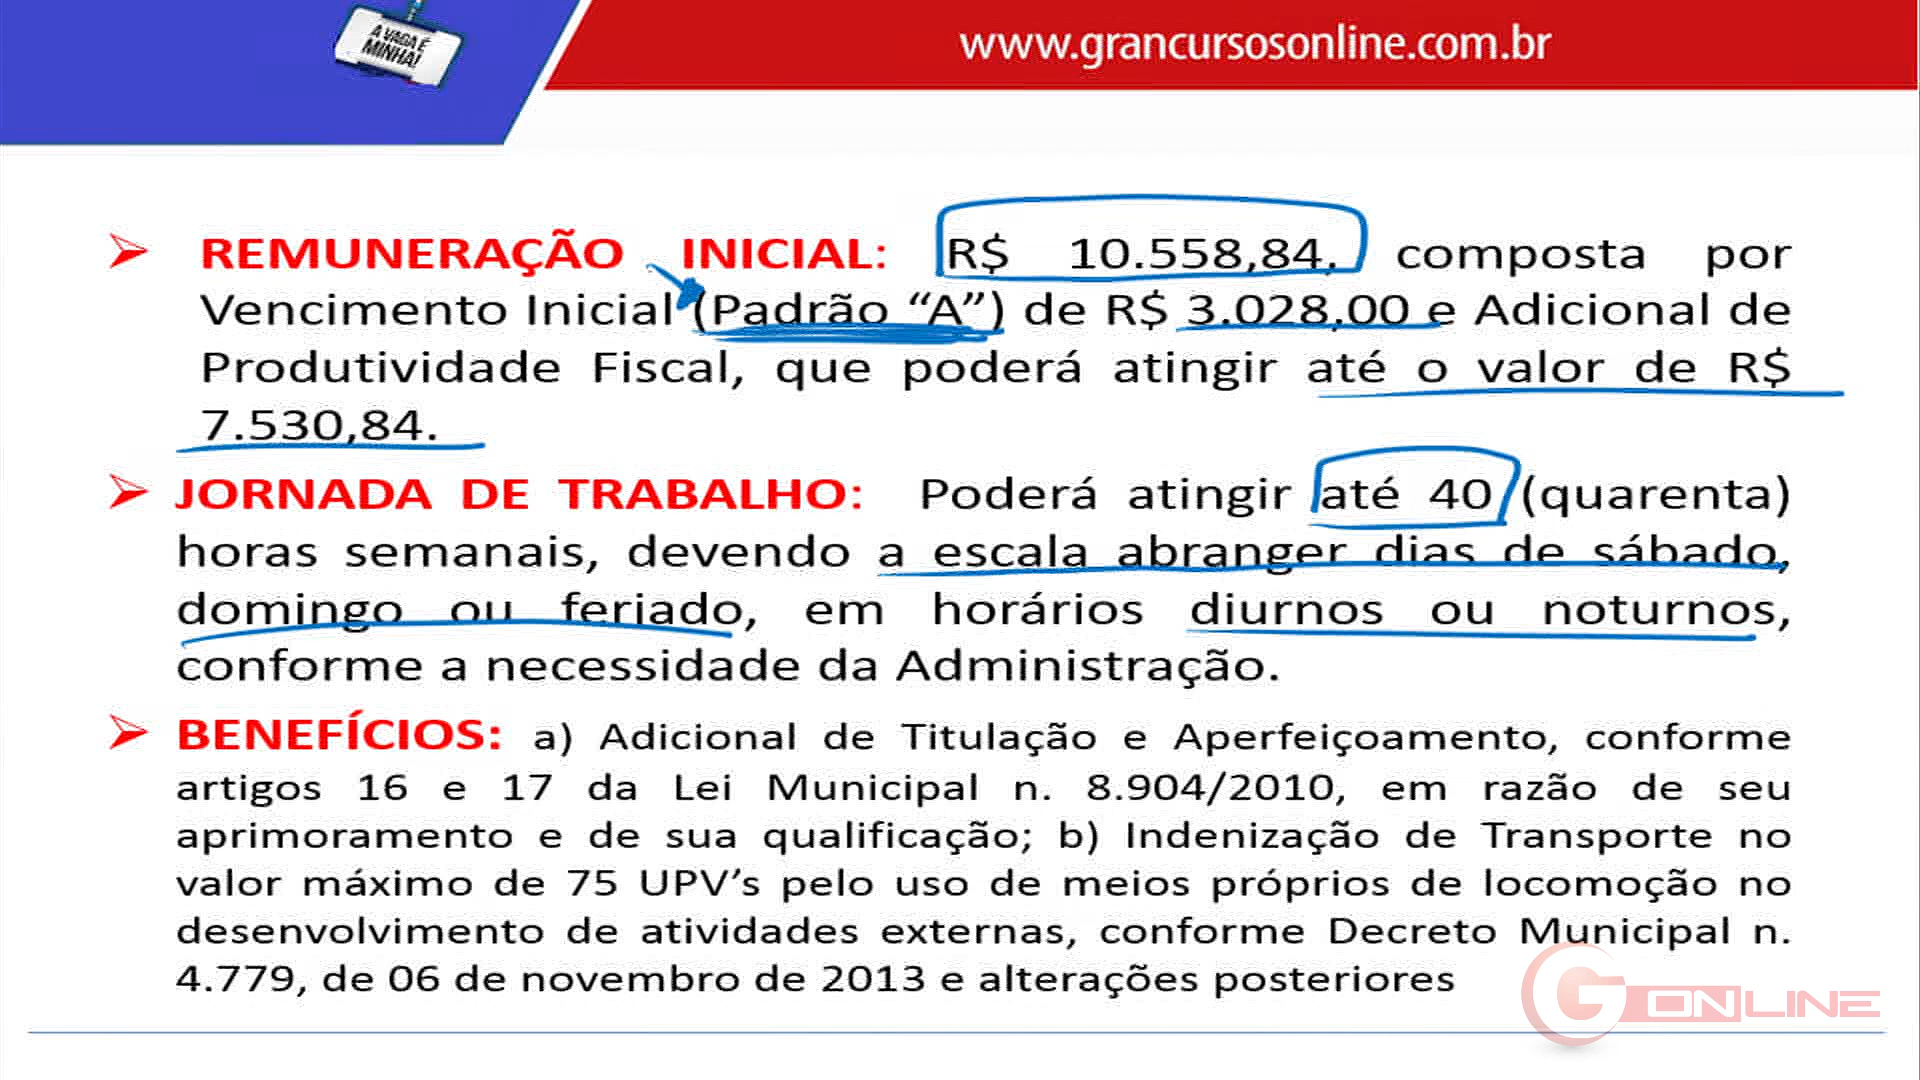 A VAGA É
MINHA!
www.grancursosonline.com.br
REMUNERAÇÃO INICIAL: R$ 10.558,84, composta por
Vencimento Inicial (Padrão “A”) de R$ 3.028,00 e Adicional de
Produtividade Fiscal, que poderá atingir até o valor de R$
7.530,84.
JORNADA DE TRABALHO: Poderá atingir até 40 (quarenta)
horas semanais, devendo a escala abranger dias de sábado,
domingo ou feriado, em horários diurnos ou noturnos,
conforme a necessidade da Administração.
BENEFÍCIOS: a) Adicional de Titulação e Aperfeiçoamento, conforme
artigos 16 e 17 da Lei Municipal n. 8.904/2010, em razão de seu
aprimoramento e de sua qualificação; b) Indenização de Transporte no
valor máximo de 75 UPV’s pelo uso de meios próprios de locomoção no
desenvolvimento de atividades externas, conforme Decreto Municipal n.
4.779, de 06 de novembro de 2013 e alterações posteriores
G ONLINE